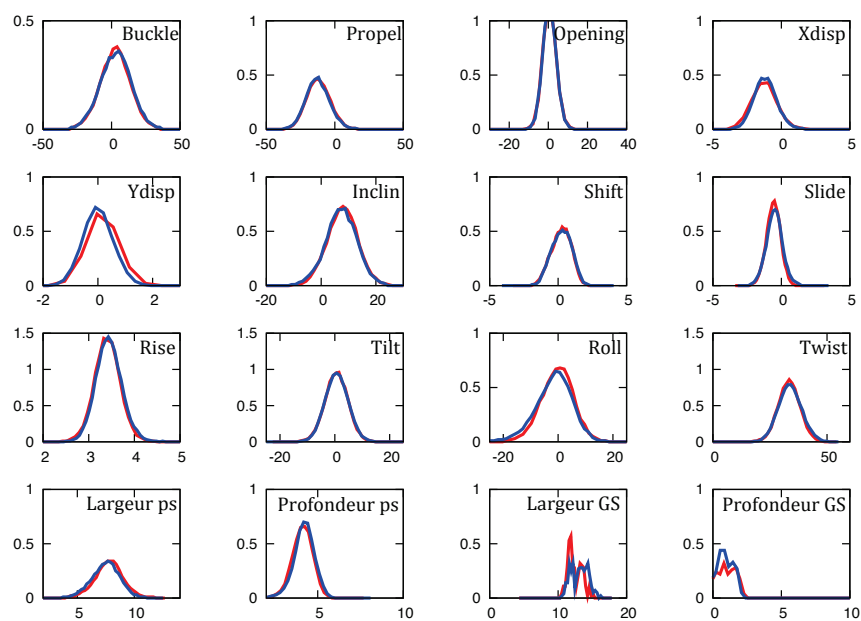 0.5 1 1 1
Buckle Propel Opening Xdisp
0.5 0.5 0.5
0 0 0 0
-50 0 50 -50 0 50 -20 0 20 40 -5 0 5
1 1 1 1
Ydisp Inclin Shift Slide
0.5 0.5 0.5 0.5
0 0 0 0
-2 0 2 -20 0 20 -5 0 5 -5 0 5
1.5 1.5 1 1.5
Rise Tilt Roll Twist
1 1 1
0.5 0.5 0.5 0.5
0 0 0 0
2 3 4 5 -20 0 20 -20 0 20 0 50
1 1 1 1
Largeur ps Profondeur ps Largeur GS Profondeur GS
0.5 0.5 0.5 0.5
0 0 0 0
5 10 5 10 0 10 20 0 5 10